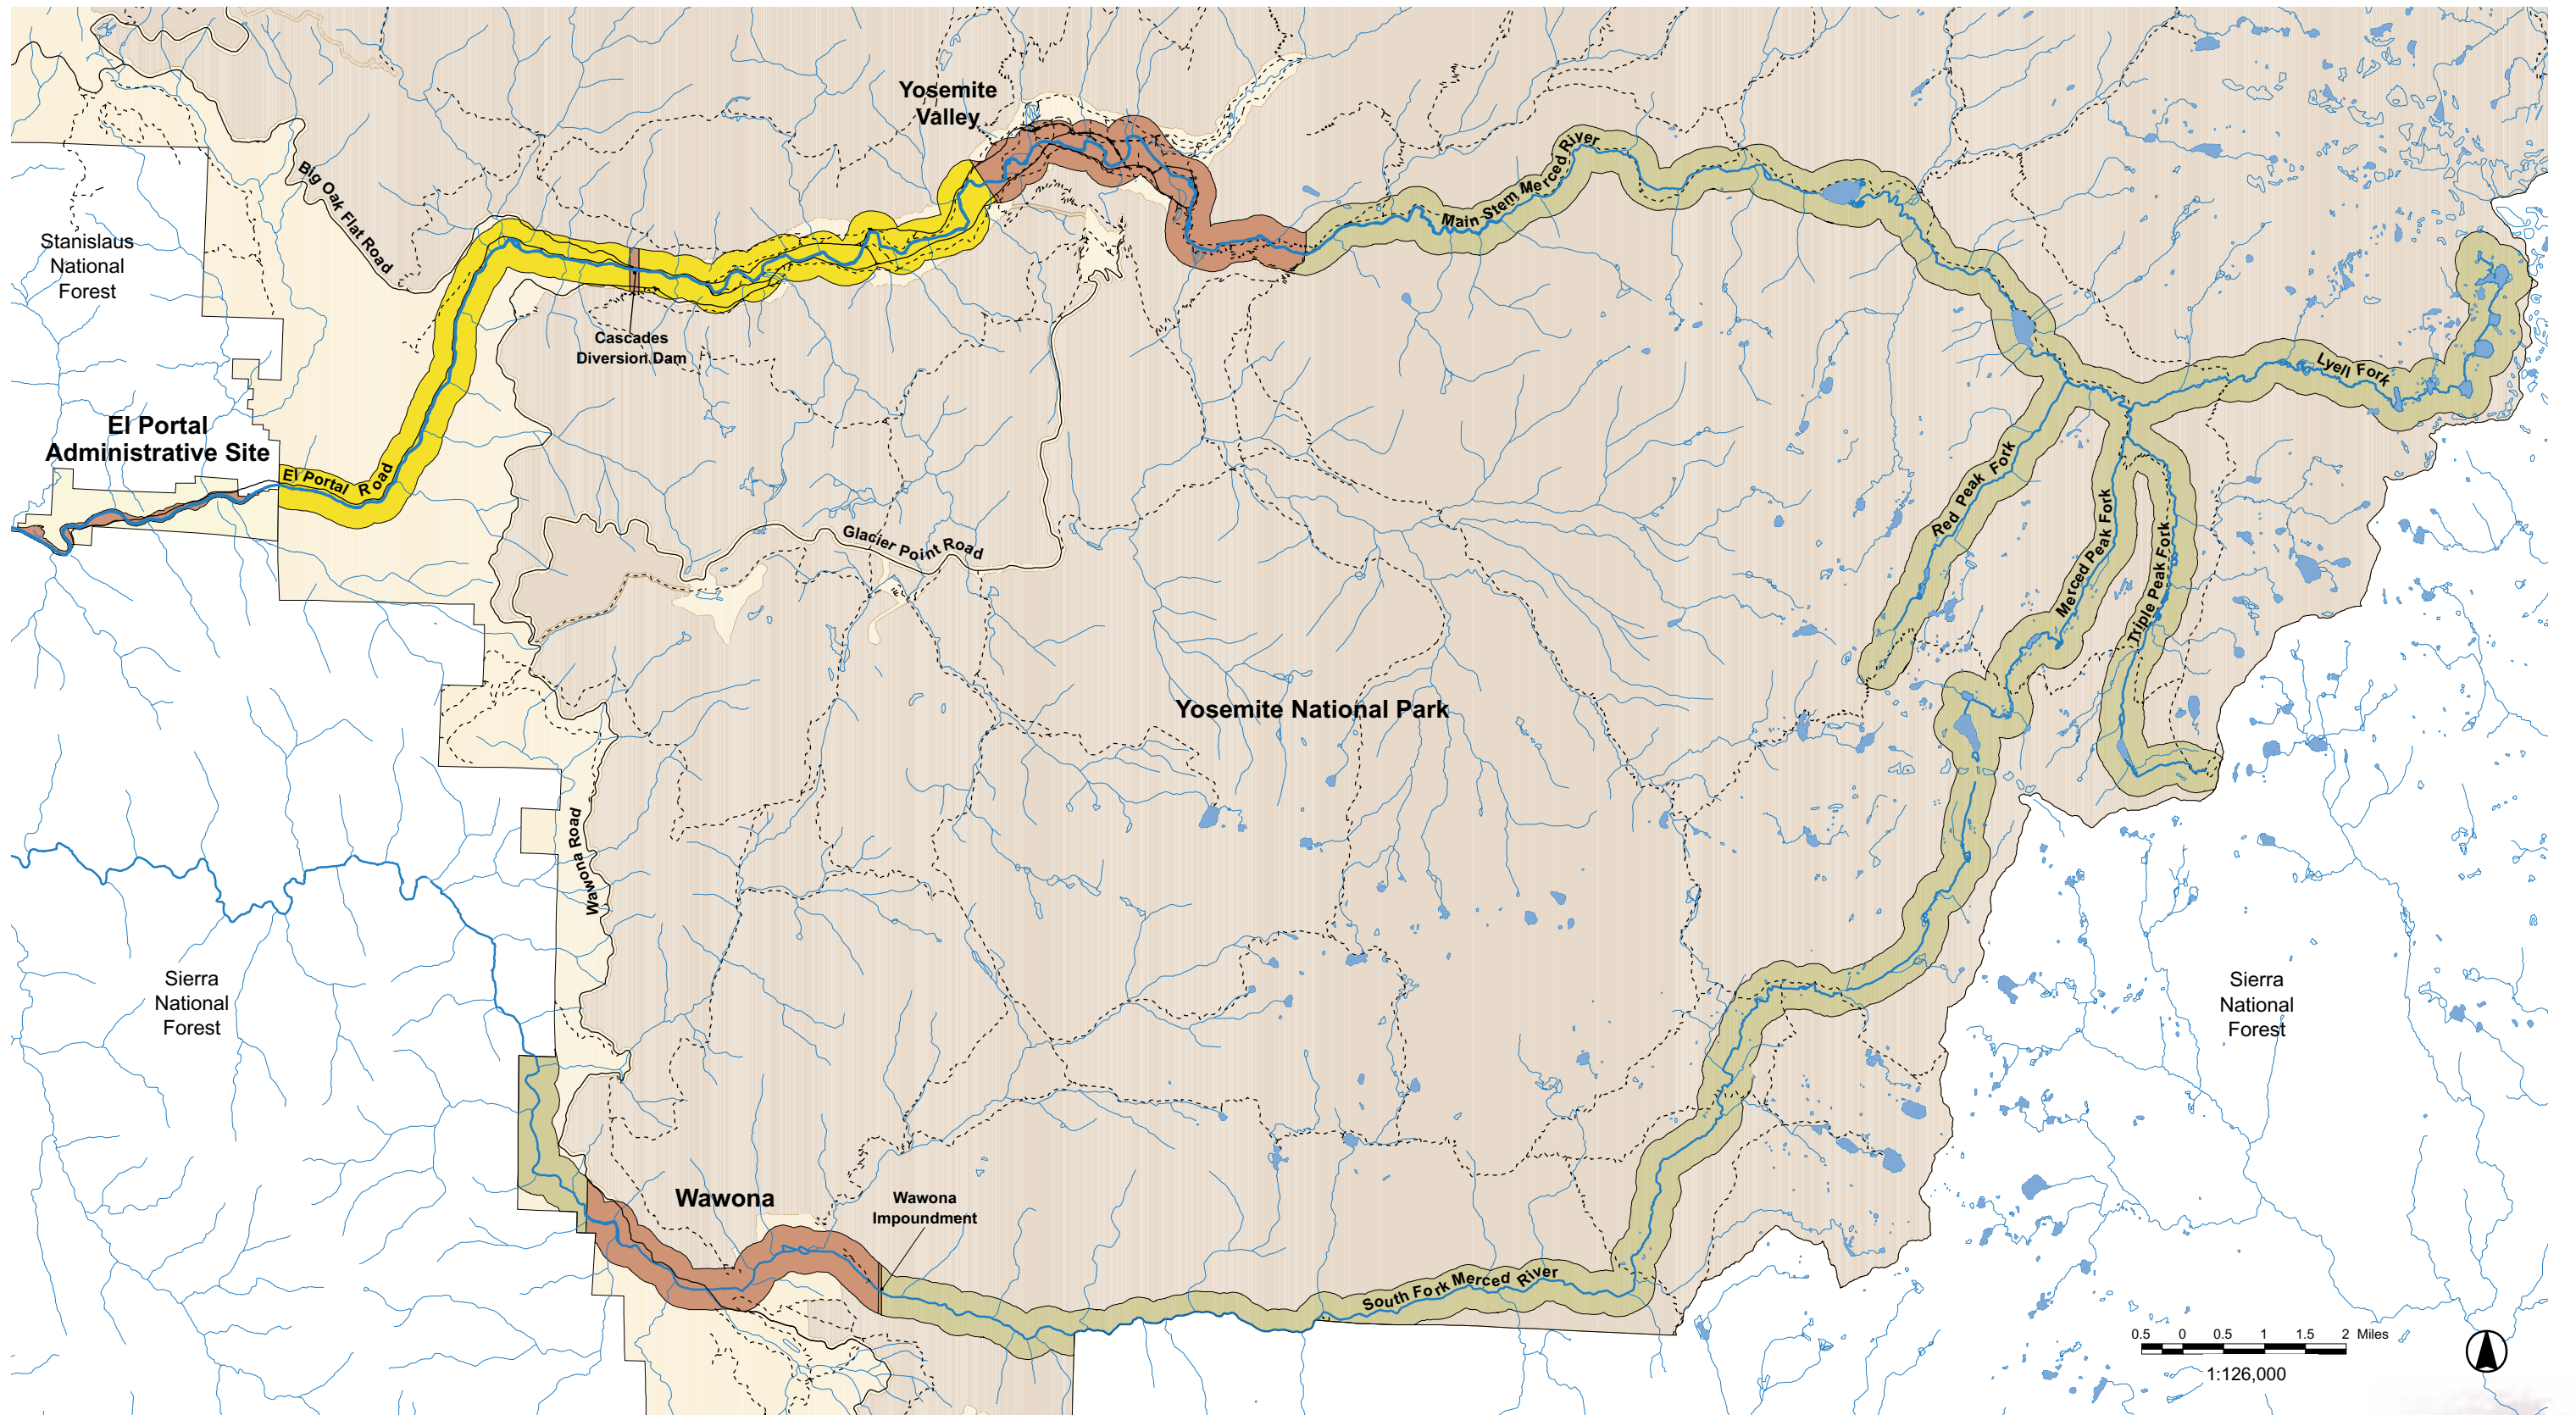 Yosemite
Valley
Big Oak Flat Road
Main Stem Merced River
Stanislaus
National
Forest
Cascades
Diversion Dam
Lyell Fork
El Portal
Administrative Site
El Portal Road
Red Peak Fork
Merced Peak Fork
Triple Peak Fork
Glacier Point Road
Yosemite National Park
Wawona Road
Sierra
National
Forest
Sierra
National
Forest
Wawona
Wawona
Impoundment
South Fork Merced River
0.5 0 0.5 1 1.5 2 Miles
1:126,000